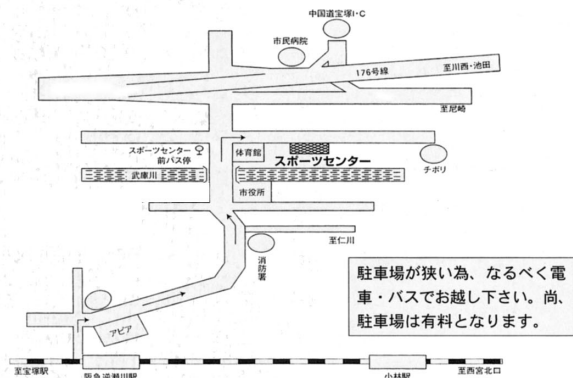 中国道宝塚I・C
市民病院
176号線
至川西・池田
至尼崎
スポーツセンター
前バス停
体育館
スポーツセンター
チボリ
武庫川
市役所
至仁川
消防署
駐車場が狭い為、なるべく電
車・バスでお越し下さい。尚、
駐車場は有料となります。
アピア
至宝塚駅
阪急逆瀬川駅
小林駅
至西宮北口